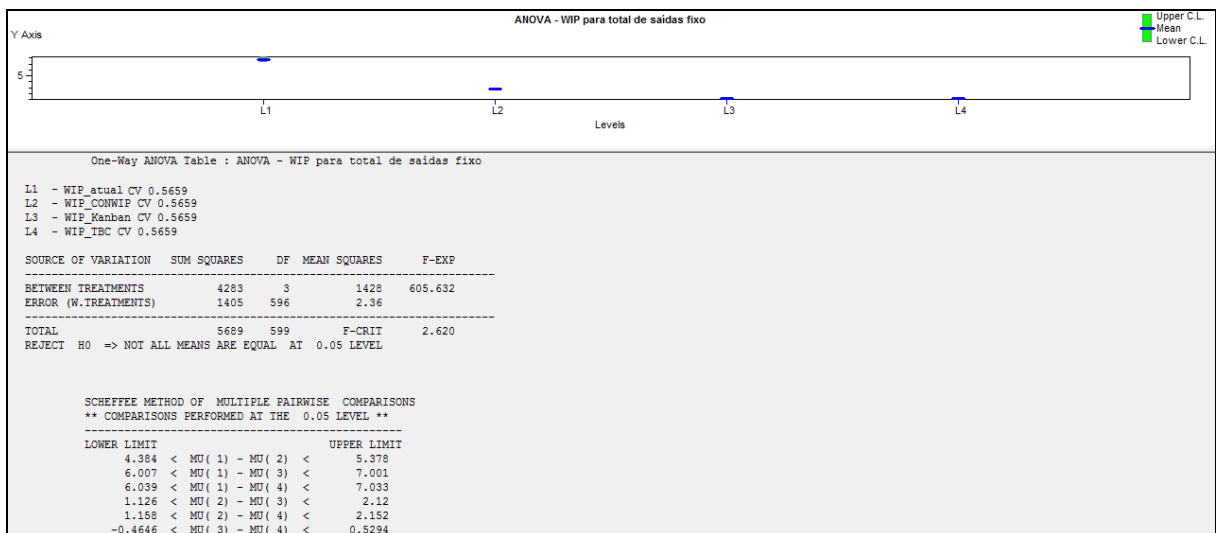 ANOVA - WIP para total de saídas fixo
Upper C.L.
Mean
Lower C.L.
Y Axis
5
L1 L2 L3 L4
Levels
One-Way ANOVA Table : ANOVA - WIP para total de saídas fixo
L1 - WIP_atual CV 0.5659
L2 - WIP_CONWIP CV 0.5659
L3 - WIP_Kanban CV 0.5659
L4 - WIP_TBC CV 0.5659
SOURCE OF VARIATION SUM SQUARES DF MEAN SQUARES F-EXP
BETWEEN TREATMENTS 4283 3 1428 605.632
ERROR (W.TREATMENTS) 1405 596 2.36
TOTAL 5689 599 F-CRIT 2.620
REJECT H0 => NOT ALL MEANS ARE EQUAL AT 0.05 LEVEL
SCHEFFEE METHOD OF MULTIPLE PAIRWISE COMPARISONS
** COMPARISONS PERFORMED AT THE 0.05 LEVEL **
LOWER LIMIT UPPER LIMIT
4.384 < MU( 1) - MU( 2) < 5.378
6.007 < MU( 1) - MU( 3) < 7.001
6.039 < MU( 1) - MU( 4) < 7.033
1.126 < MU( 2) - MU( 3) < 2.12
1.158 < MU( 2) - MU( 4) < 2.152
-0.4646 < MU( 3) - MU( 4) < 0.5294